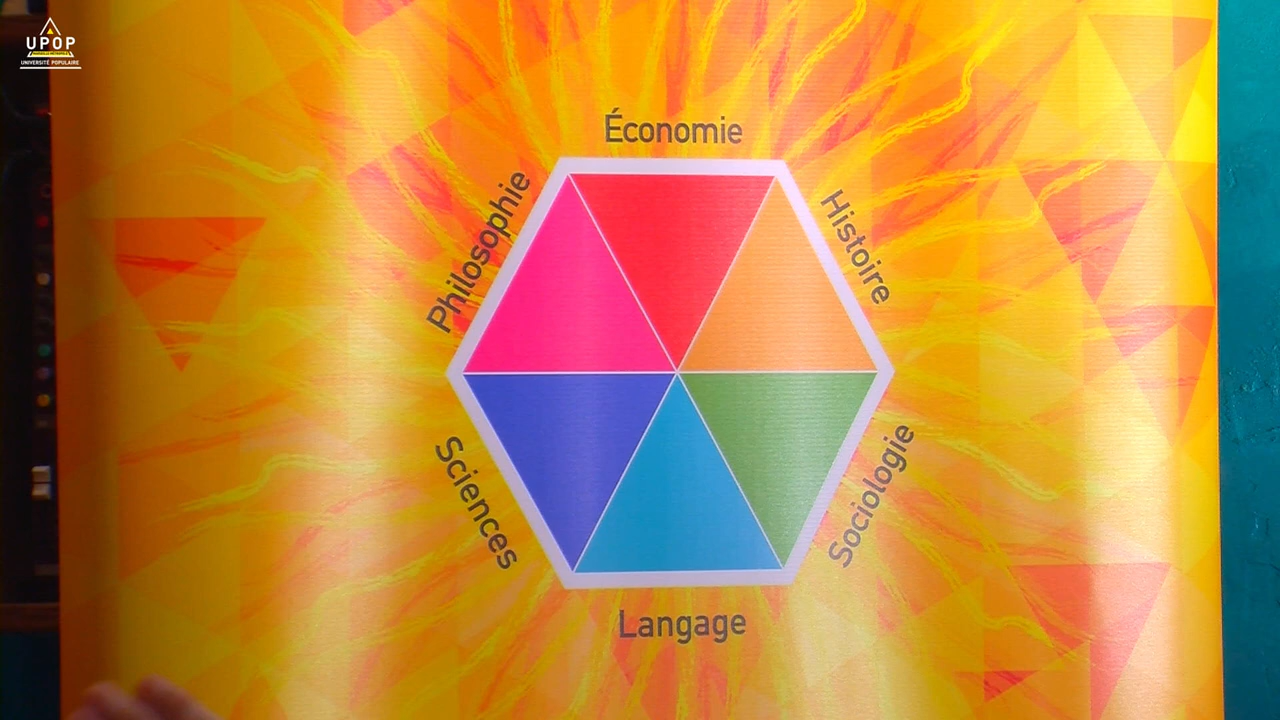 UPOP
UNIVERSITÉ POPULAIRE
Économie
Philosophie
Histoire
Sciences
Sociologie
Langage